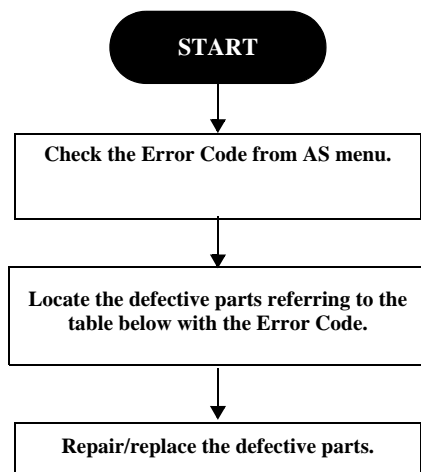 START
Check the Error Code from AS menu.
Locate the defective parts referring to the
table below with the Error Code.
Repair/replace the defective parts.